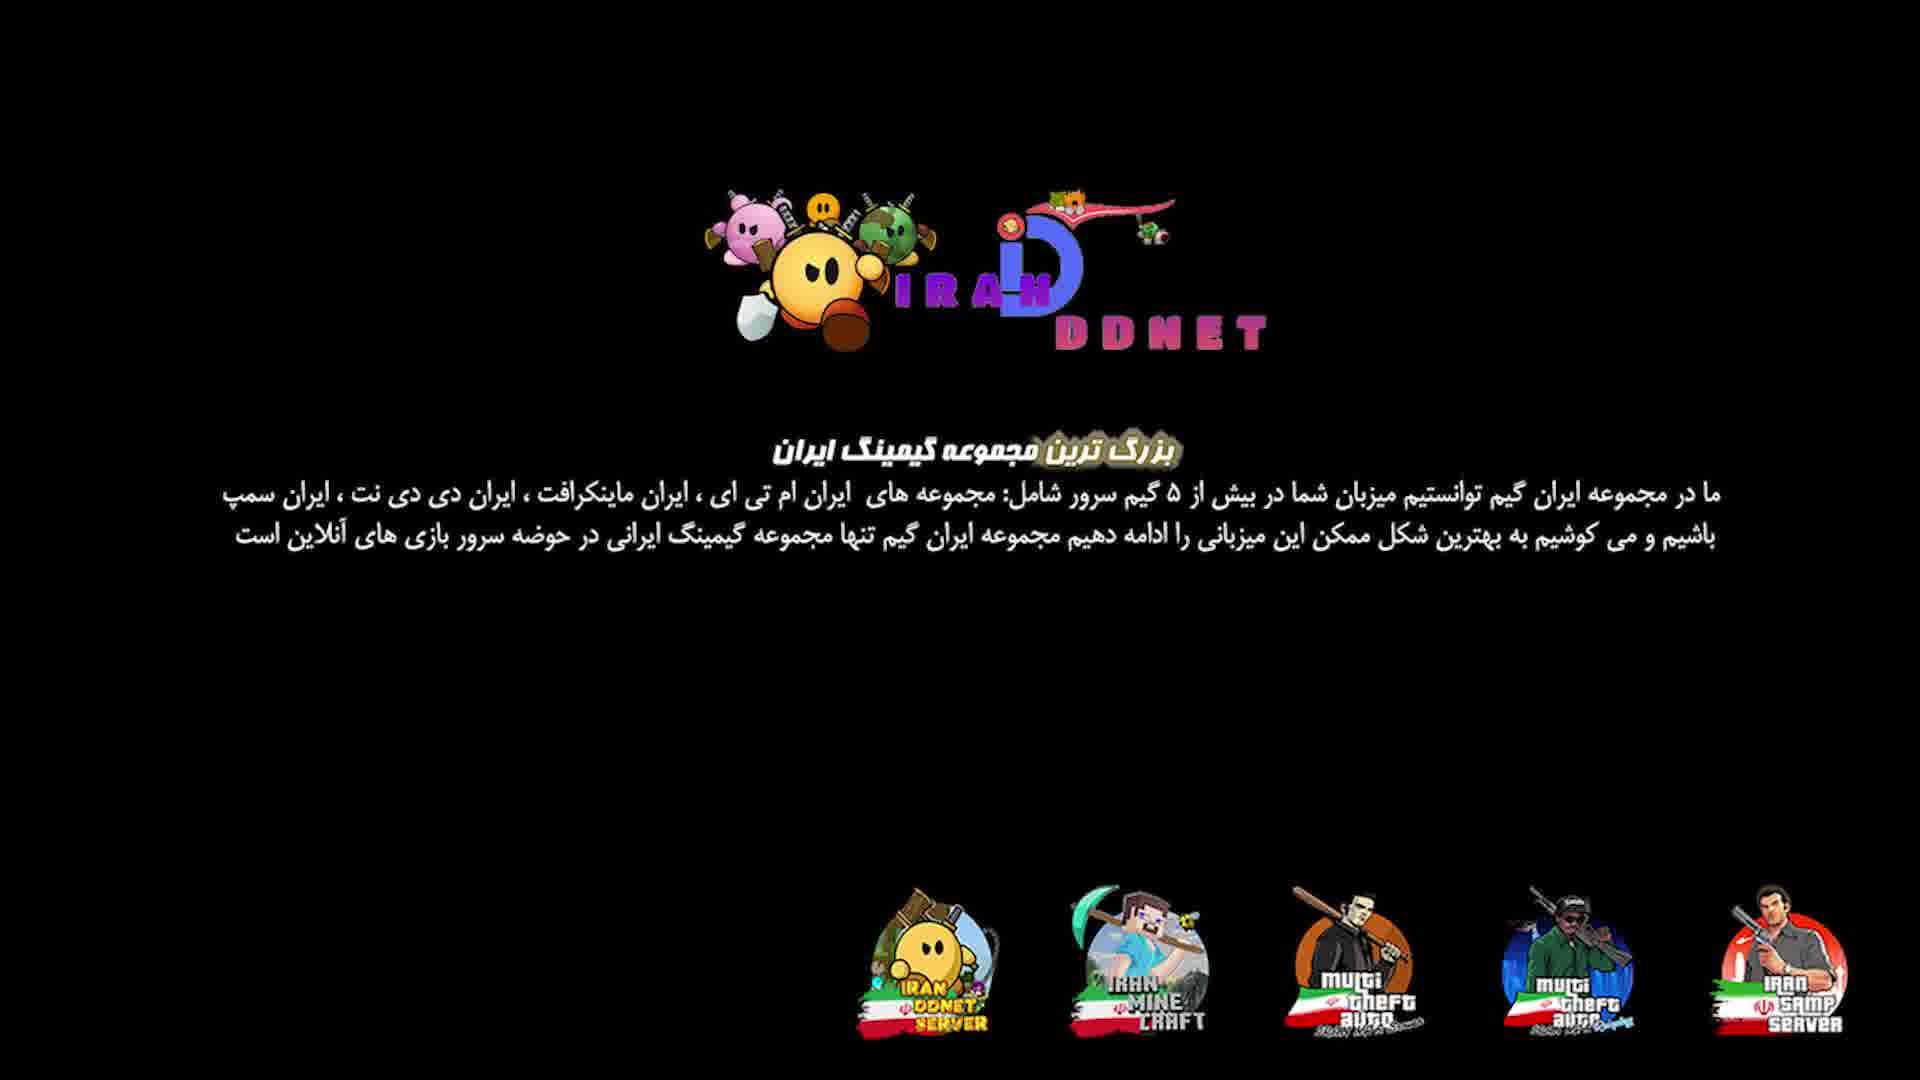 IRAN
DDNET
بزرگ ترین مجموعه گیمینگ ایران
ما در مجموعه ایران گیم توانستیم میزبان شما در بیش از ۵ گیم سرور شامل: مجموعه های ایران ام تی ای ، ایران ماینکرافت ، ایران دی دی نت ، ایران سمپ
باشیم و می کوشیم به بهترین شکل ممکن این میزبانی را ادامه دهیم مجموعه ایران گیم تنها مجموعه گیمینگ ایرانی در حوضه سرور بازی های آنلاین است
IRAN
DDNET
SERVER
IRAN
MINE
CRAFT
multi
theft
auto
multi
theft
auto
IRAN
SAMP
SERVER